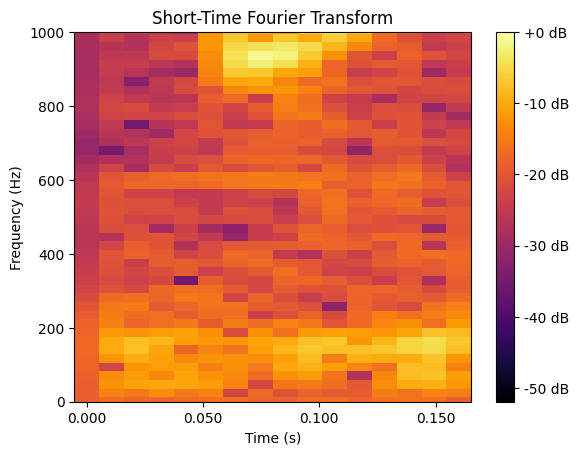 Short-Time Fourier Transform
1000
800
600
400
200
0
Frequency (Hz)
0.000
0.050
0.100
0.150
Time (s)
+0 dB
-10 dB
-20 dB
-30 dB
-40 dB
-50 dB